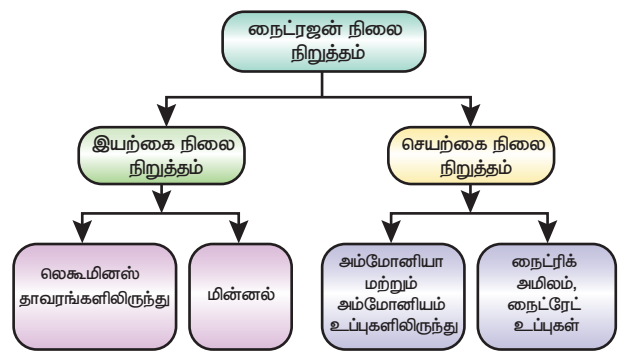 நைட்ரஜன் நிலை
நிறுத்தம்
இயற்கை நிலை
நிறுத்தம்
செயற்கை நிலை
நிறுத்தம்
லெகூமினஸ்
தாவரங்களிலிருந்து
மின்னல்
அம்மோனியா
மற்றும்
அம்மோனியம்
உப்புகளிலிருந்து
நைட்ரிக்
அமிலம்,
நைட்ரேட்
உப்புகள்